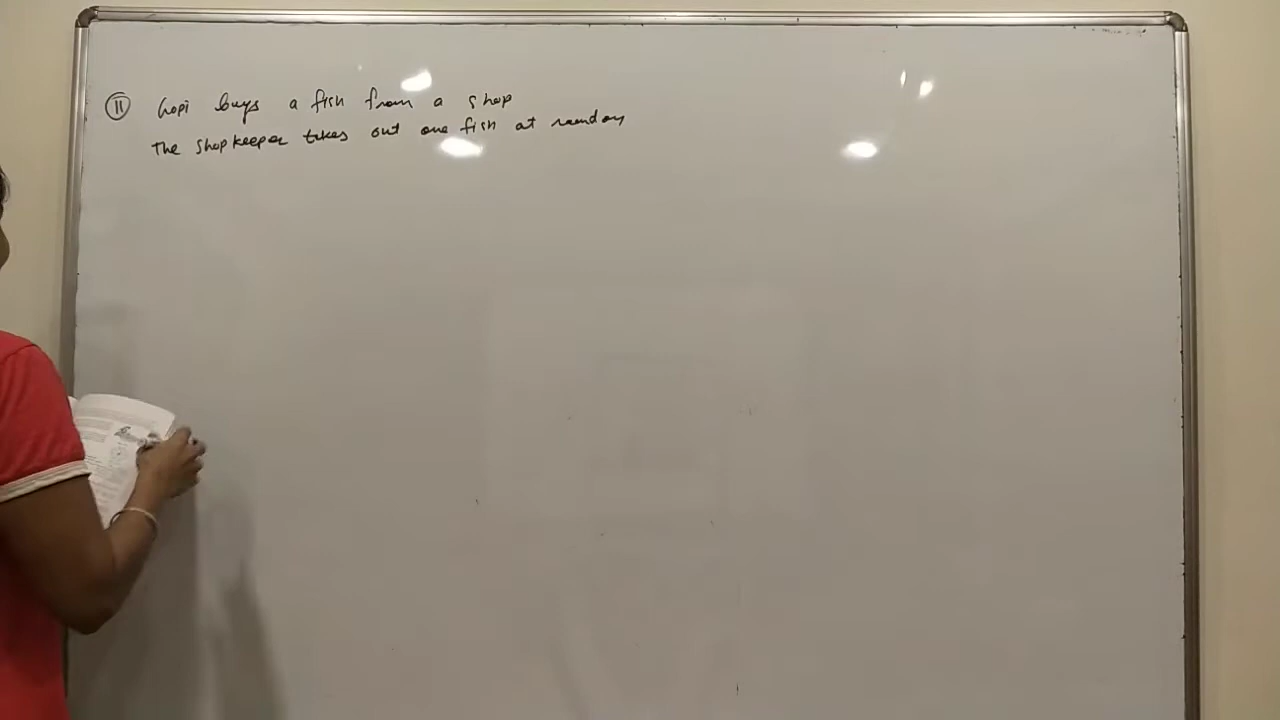 11 Gopi buys a fish from a shop
The shopkeeper takes out one fish at random